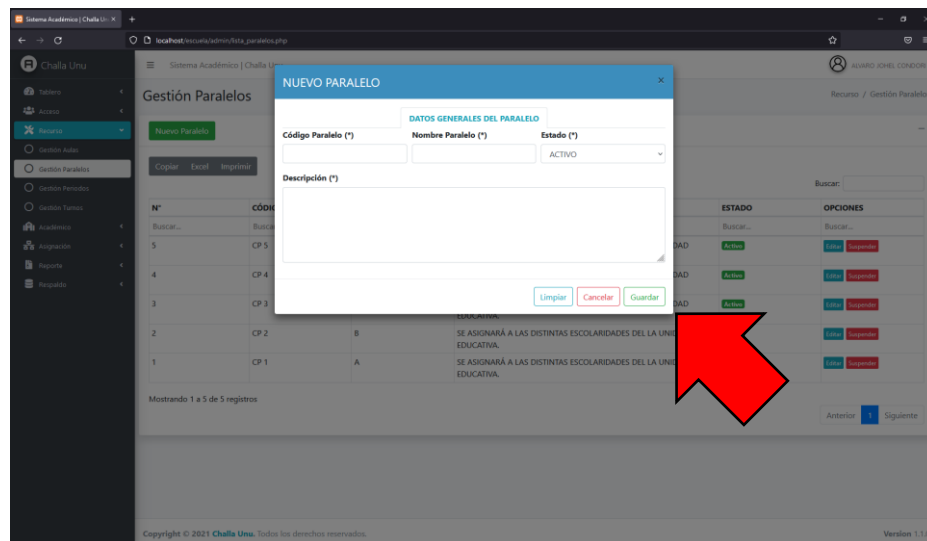 Sistema Académico | Challa Un
localhost/escuela/admin/lista_paralelos.php
Challa Unu
Sistema Académico | Challa Un
ALVARO JOHEL CONDORI
Tablero
Acceso
Recurso
Gestión Aulas
Gestión Paralelos
Gestión Periodos
Gestión Turnos
Académico
Asignación
Reporte
Respaldo
Gestión Paralelos
Recurso / Gestión Paralelo
Nuevo Paralelo
Copiar Excel Imprimir
Buscar:
NUEVO PARALELO ×
DATOS GENERALES DEL PARALELO
Código Paralelo (*) Nombre Paralelo (*) Estado (*)
ACTIVO
Descripción (*)
Limpiar Cancelar Guardar
N° CÓDIG ESTADO OPCIONES
Buscar... Busca Buscar... Buscar...
5 CP 5 DAD Activo Editar Suspender
4 CP 4 DAD Activo Editar Suspender
3 CP 3 DAD Activo Editar Suspender
EDUCATIVA.
2 CP 2 B SE ASIGNARÁ A LAS DISTINTAS ESCOLARIDADES DEL LA UNID Editar Suspender
EDUCATIVA.
1 CP 1 A SE ASIGNARÁ A LAS DISTINTAS ESCOLARIDADES DEL LA UNI Editar Suspender
EDUCATIVA.
Mostrando 1 a 5 de 5 registros
Anterior 1 Siguiente
Copyright © 2021 Challa Unu. Todos los derechos reservados.
Version 1.1.